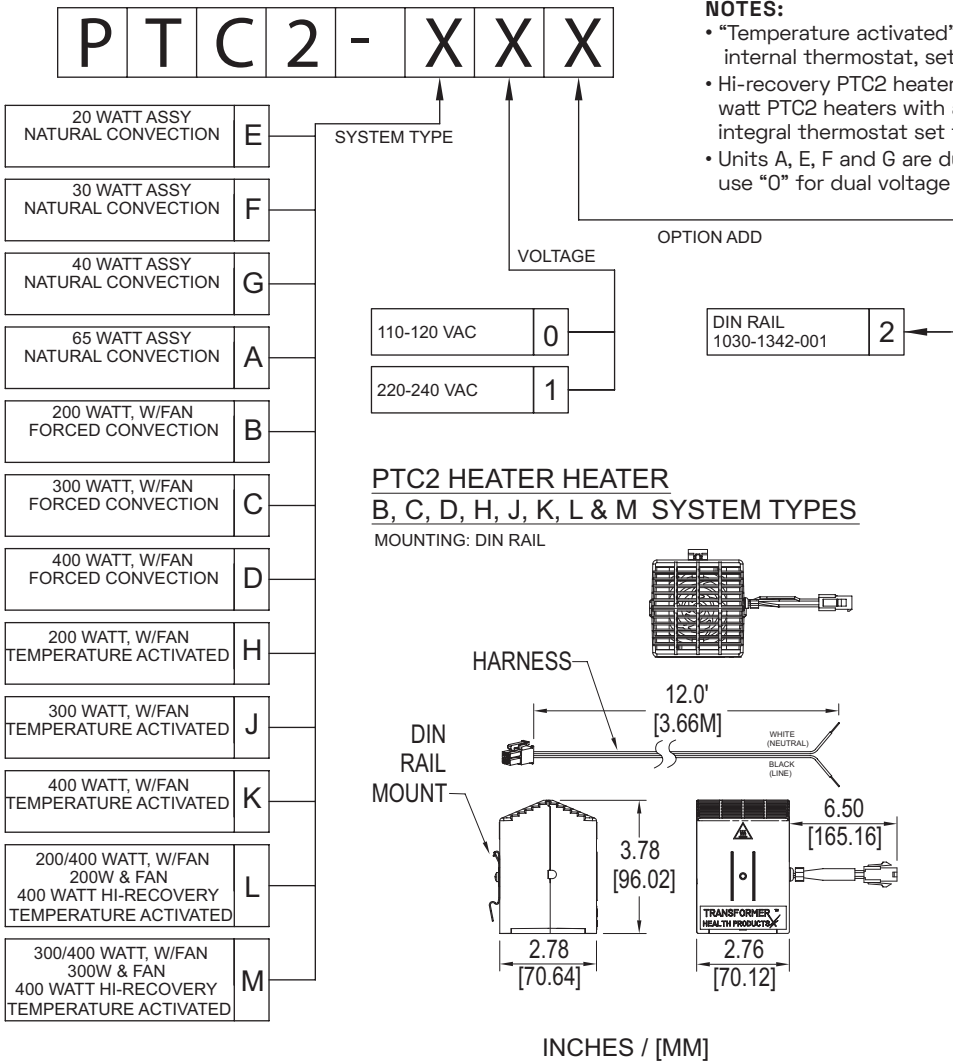 PTC2-XXX
NOTES:
• “Temperature activated”
internal thermostat, set
• Hi-recovery PTC2 heater
watt PTC2 heaters with
integral thermostat set
• Units A, E, F and G are
use “0” for dual voltage
SYSTEM TYPE
VOLTAGE
OPTION ADD
20 WATT ASSY
NATURAL CONVECTION
E
30 WATT ASSY
NATURAL CONVECTION
F
40 WATT ASSY
NATURAL CONVECTION
G
65 WATT ASSY
NATURAL CONVECTION
A
200 WATT, W/FAN
FORCED CONVECTION
B
300 WATT, W/FAN
FORCED CONVECTION
C
400 WATT, W/FAN
FORCED CONVECTION
D
200 WATT, W/FAN
TEMPERATURE ACTIVATED
H
300 WATT, W/FAN
TEMPERATURE ACTIVATED
J
400 WATT, W/FAN
TEMPERATURE ACTIVATED
K
200/400 WATT, W/FAN
200W & FAN
400 WATT HI-RECOVERY
TEMPERATURE ACTIVATED
L
300/400 WATT, W/FAN
300W & FAN
400 WATT HI-RECOVERY
TEMPERATURE ACTIVATED
M
110-120 VAC
0
220-240 VAC
1
DIN RAIL
1030-1342-001
2
PTC2 HEATER HEATER
B, C, D, H, J, K, L & M SYSTEM TYPES
MOUNTING: DIN RAIL
HARNESS
12.0'
[3.66M]
WHITE
(NEUTRAL)
BLACK
(LINE)
DIN
RAIL
MOUNT
3.78
[96.02]
6.50
[165.16]
TRANSFORMER™
HEALTH PRODUCTS
2.78
[70.64]
2.76
[70.12]
INCHES / [MM]